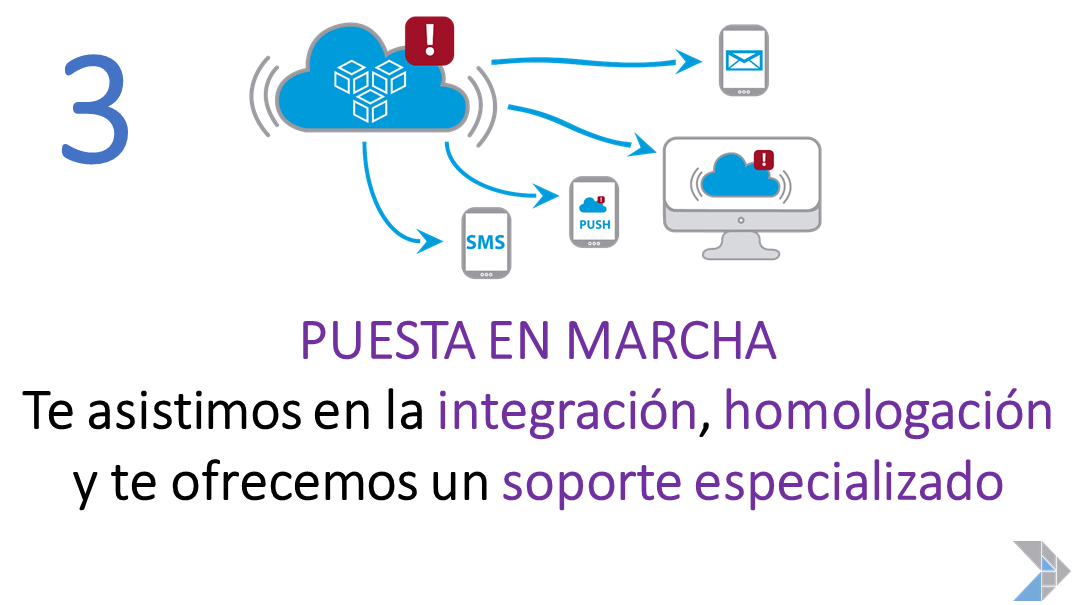 3
!
!
!
PUSH
SMS
PUESTA EN MARCHA
Te asistimos en la integración, homologación
y te ofrecemos un soporte especializado